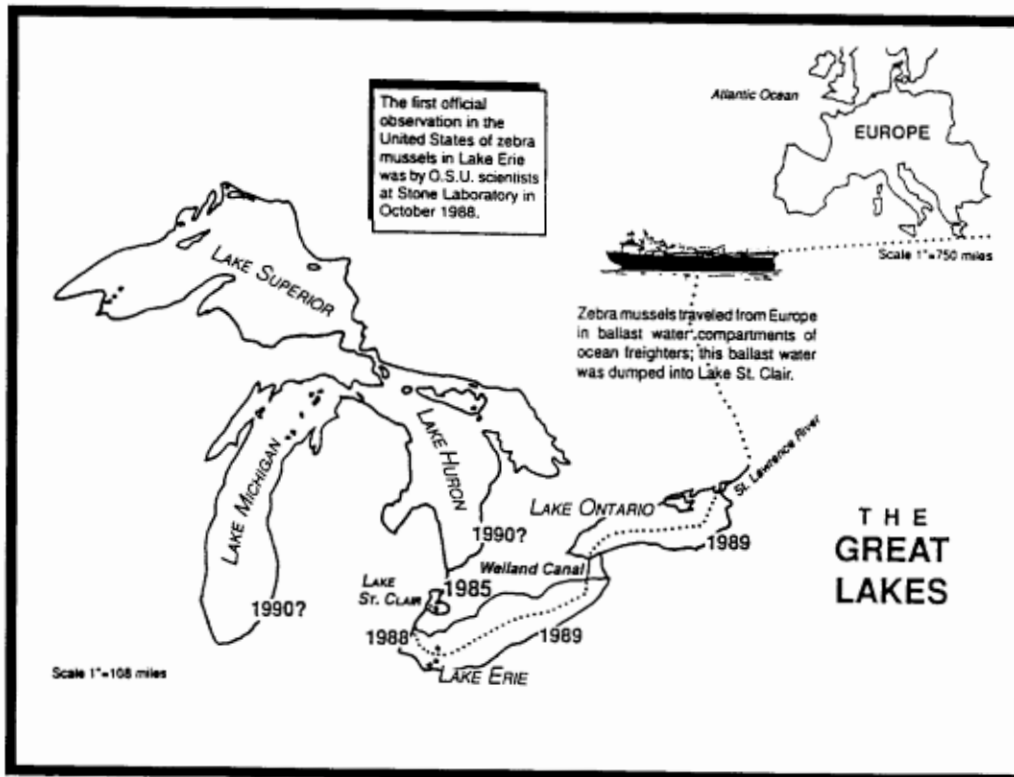 The first official
observation in the
United States of zebra
mussels in Lake Erie
was by O.S.U. scientists
at Stone Laboratory in
October 1988.
Atlantic Ocean
EUROPE
Scale 1"=750 miles
Zebra mussels traveled from Europe
in ballast water compartments of
ocean freighters; this ballast water
was dumped into Lake St. Clair.
LAKE SUPERIOR
LAKE MICHIGAN
LAKE HURON
St. Lawrence River
LAKE ONTARIO
1990?
1989
Welland Canal
THE
GREAT
LAKES
LAKE
ST. CLAIR
1985
1990?
1988
1989
LAKE ERIE
Scale 1"=108 miles